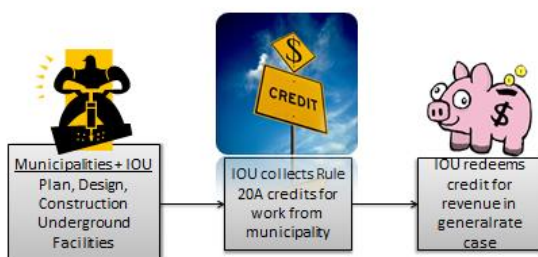 $
CREDIT
$
Municipalities + IOU
Plan, Design,
Construction
Underground
Facilities
IOU collects Rule
20A credits for
work from
municipality
IOU redeems
credit for
revenue in
generalrate
case